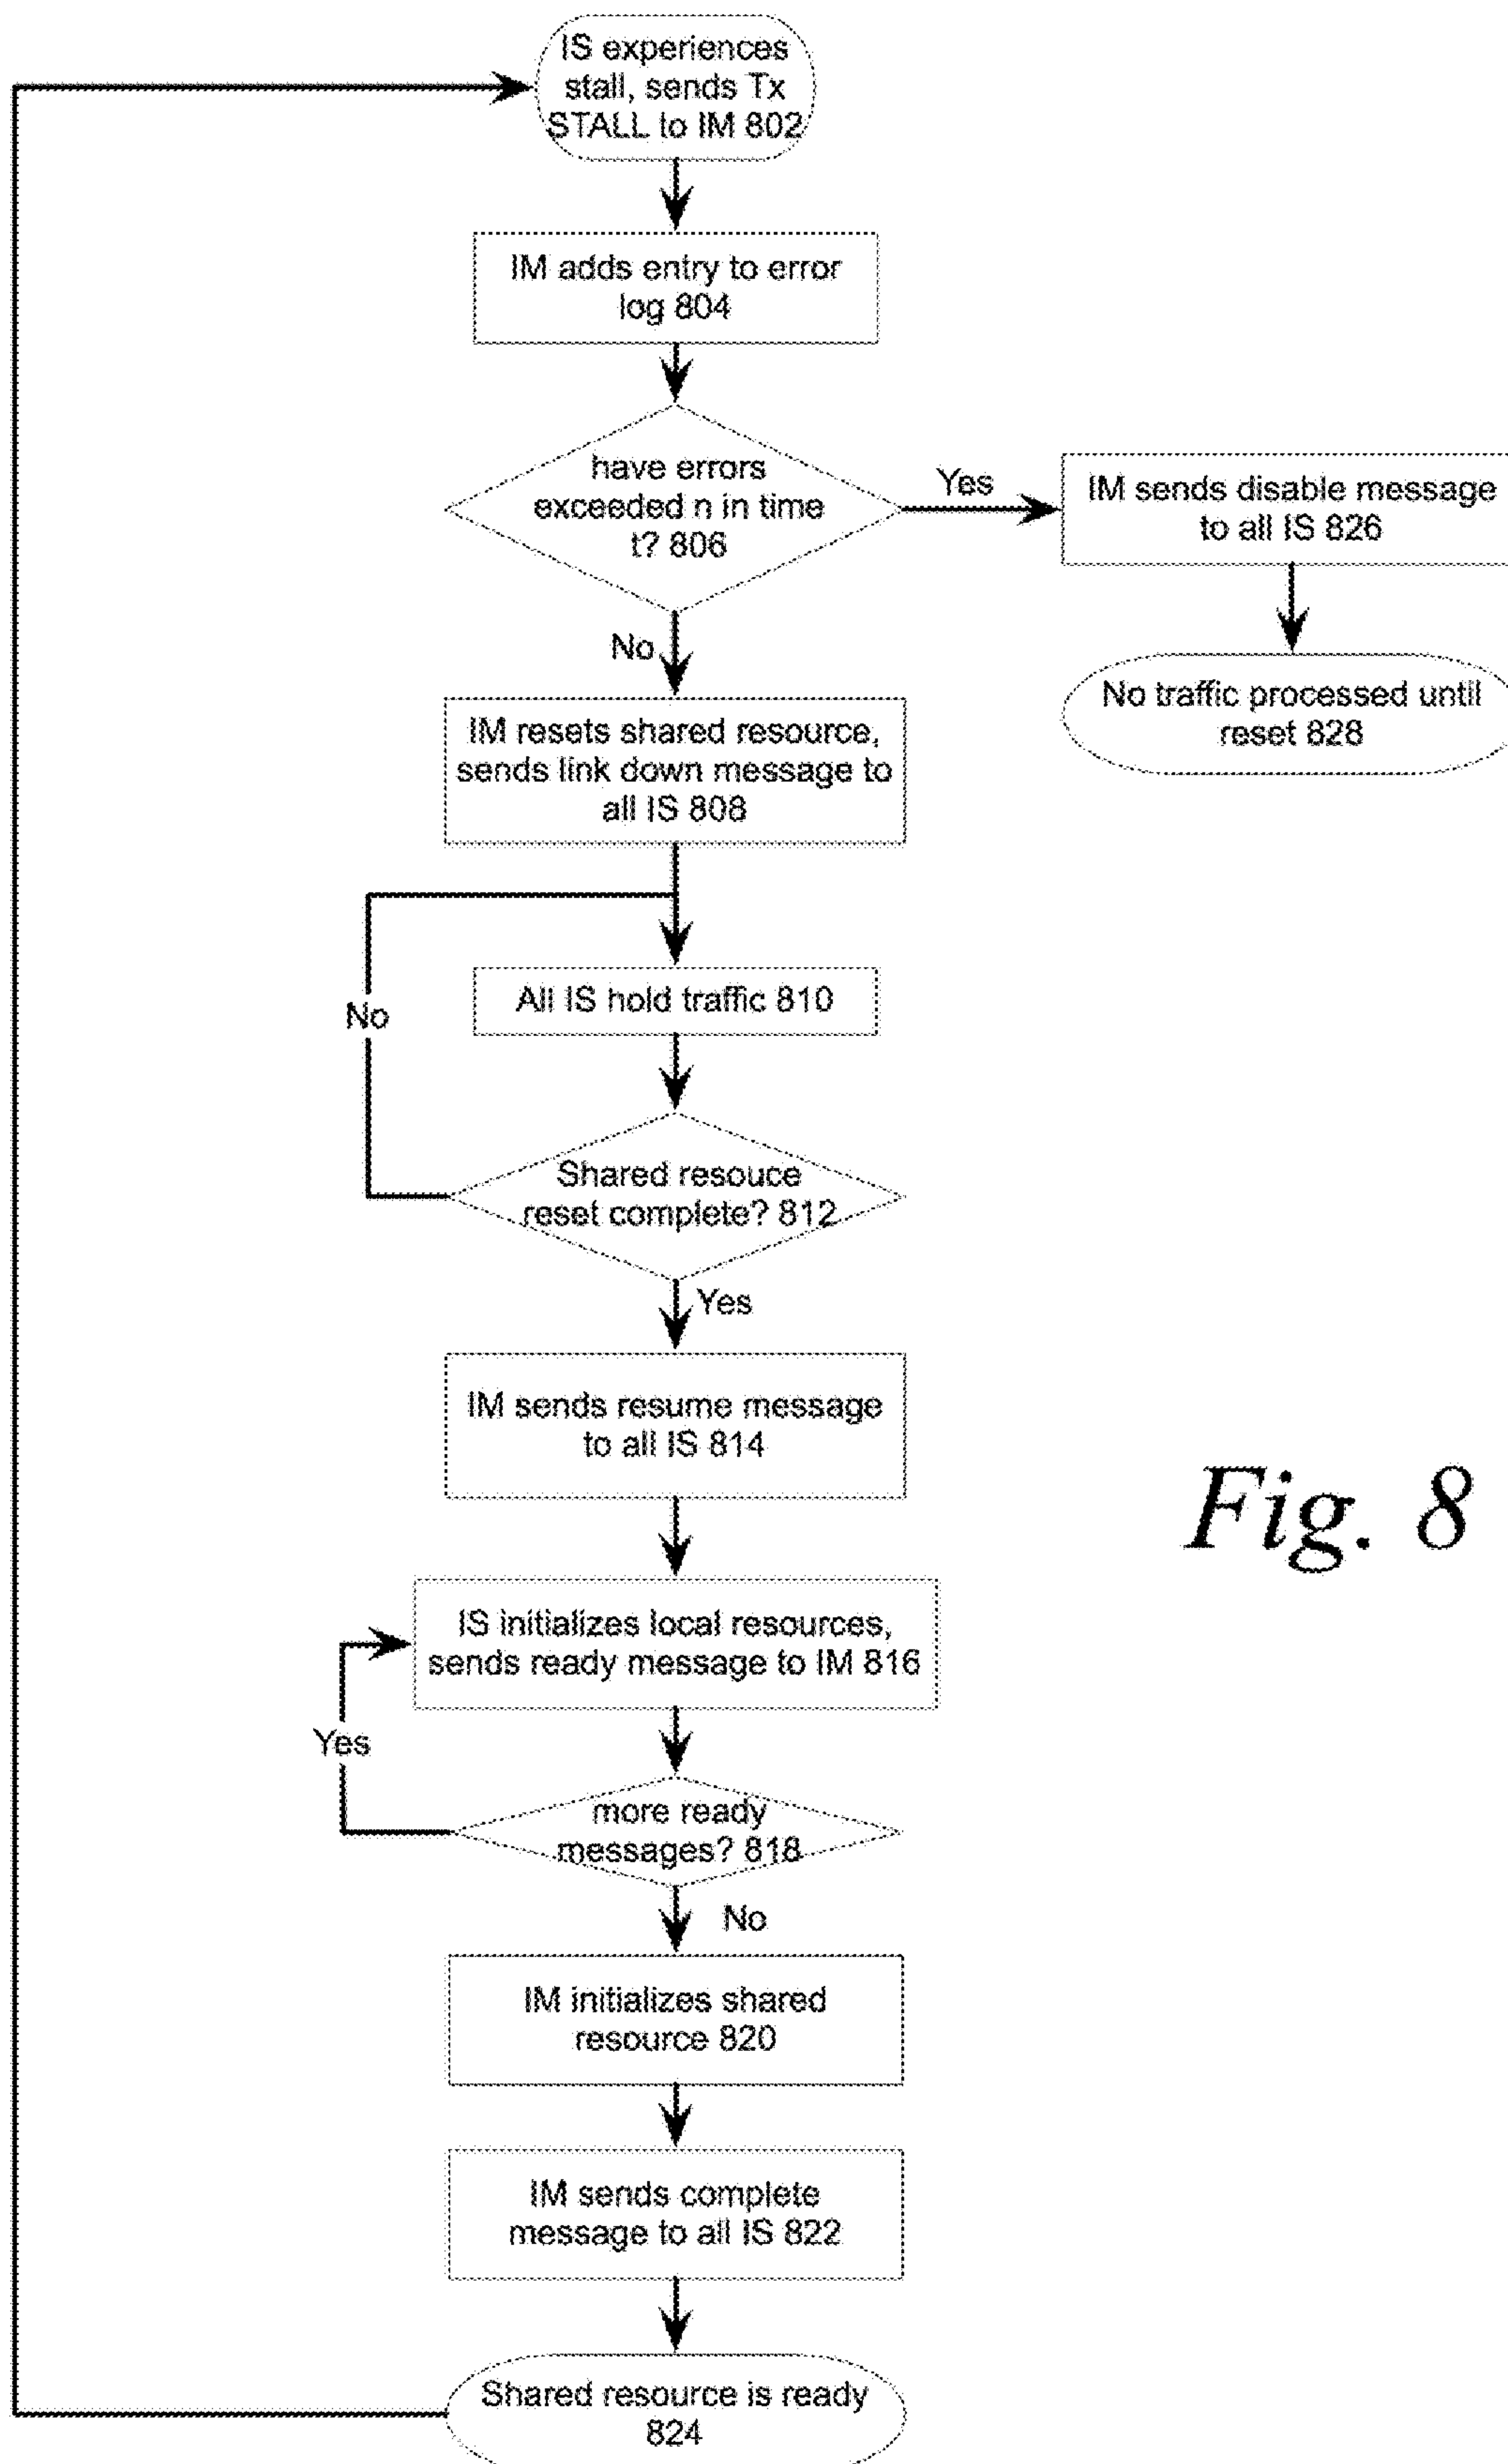 IS experiences
stall, sends Tx
STALL to IM 802
IM adds entry to error
log 804
have errors
exceeded n in time
t? 806
Yes
IM sends disable message
to all IS 826
No traffic processed until
reset 828
No
IM resets shared resource,
sends link down message to
all IS 808
All IS hold traffic 810
No
Shared resouce
reset complete? 812
Yes
IM sends resume message
to all IS 814
IS initializes local resources,
sends ready message to IM 816
Yes
more ready
messages? 818
No
IM initializes shared
resource 820
IM sends complete
message to all IS 822
Shared resource is ready
824
Fig. 8